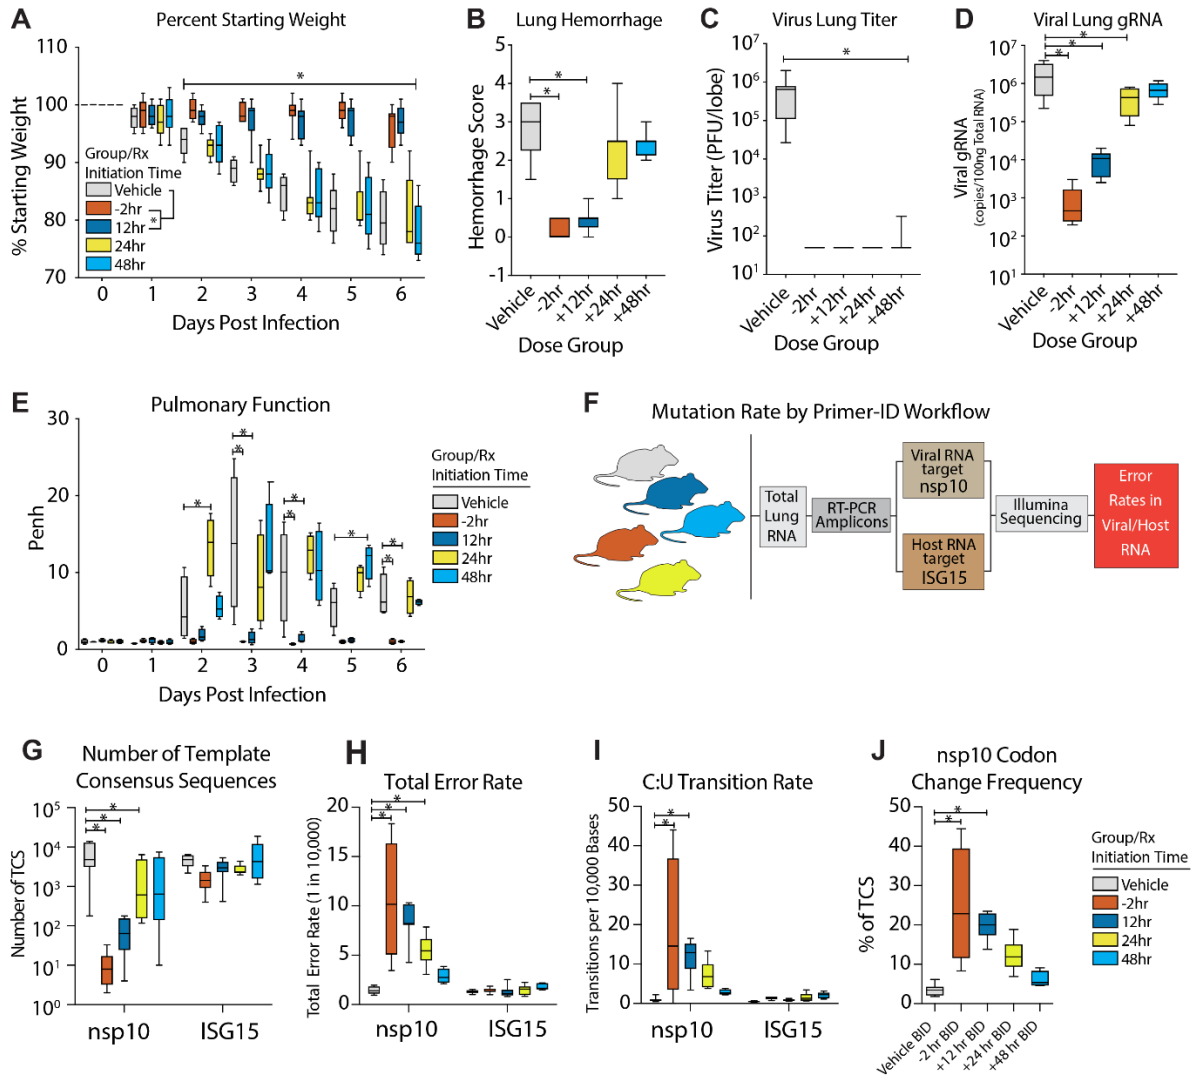 A
Percent Starting Weight
110
100
90
80
70
% Starting Weight
*
Group/Rx
Initiation Time
Vehicle
-2hr
12hr
24hr
48hr
*
0 1 2 3 4 5 6
Days Post Infection
B
Lung Hemorrhage
5
4
3
2
1
0
-1
Hemorrhage Score
*
*
Vehicle
-2hr
+12hr
+24hr
+48hr
Dose Group
C
Virus Lung Titer
10⁷
10⁶
10⁵
10⁴
10³
10²
10¹
Virus Titer (PFU/lobe)
*
Vehicle
-2hr
+12hr
+24hr
+48hr
Dose Group
D
Viral Lung gRNA
10⁷
10⁶
10⁵
10⁴
10³
10²
10¹
Viral gRNA
(copies/100ng Total RNA)
*
*
*
Vehicle
-2hr
+12hr
+24hr
+48hr
Dose Group
E
Pulmonary Function
30
20
10
0
Penh
*
*
*
*
*
*
*
*
0 1 2 3 4 5 6
Days Post Infection
Group/Rx
Initiation Time
Vehicle
-2hr
12hr
24hr
48hr
F
Mutation Rate by Primer-ID Workflow
Total
Lung
RNA
RT-PCR
Amplicons
Viral RNA
target
nsp10
Host RNA
target
ISG15
Illumina
Sequencing
Error
Rates in
Viral/Host
RNA
G
Number of Template
Consensus Sequences
10⁵
10⁴
10³
10²
10¹
10⁰
Number of TCS
*
*
*
nsp10 ISG15
H
Total Error Rate
20
15
10
5
0
Total Error Rate (1 in 10,000)
*
*
*
nsp10 ISG15
I
C:U Transition Rate
50
40
30
20
10
0
Transitions per 10,000 Bases
*
*
nsp10 ISG15
J
nsp10 Codon
Change Frequency
50
40
30
20
10
0
% of TCS
*
*
Vehicle BID
-2 hr BID
+12 hr BID
+24 hr BID
+48 hr BID
Group/Rx
Initiation Time
Vehicle
-2hr
12hr
24hr
48hr